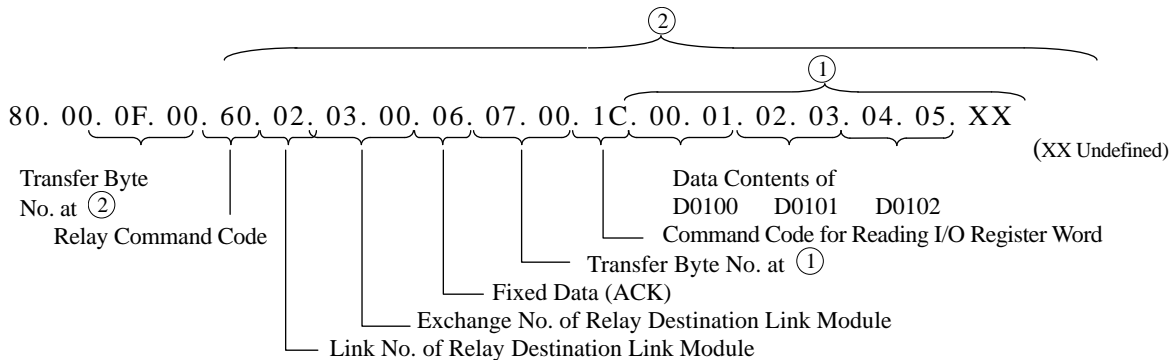 ②
①
80. 00. 0F. 00. 60. 02. 03. 00. 06. 07. 00. 1C. 00. 01. 02. 03. 04. 05. XX
(XX Undefined)
Transfer Byte
No. at ②
Data Contents of
D0100 D0101 D0102
Relay Command Code
Command Code for Reading I/O Register Word
Transfer Byte No. at ①
Fixed Data (ACK)
Exchange No. of Relay Destination Link Module
Link No. of Relay Destination Link Module